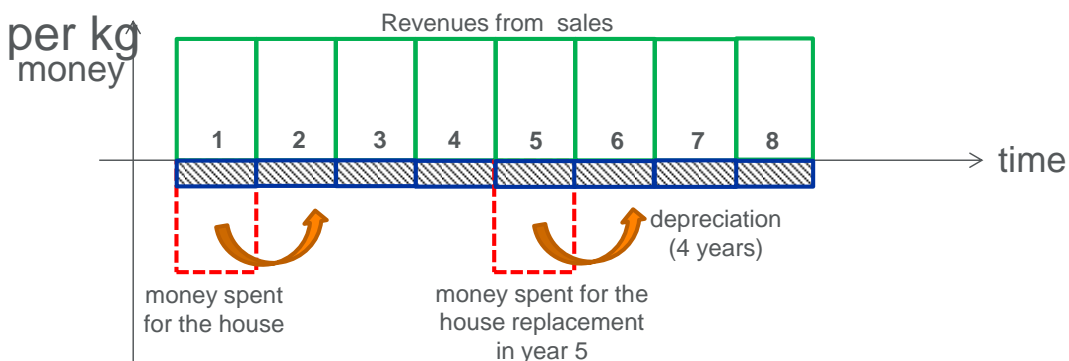 Revenues from sales
per kg
money
1 2 3 4 5 6 7 8
time
depreciation
(4 years)
money spent
for the house
money spent for the
house replacement
in year 5